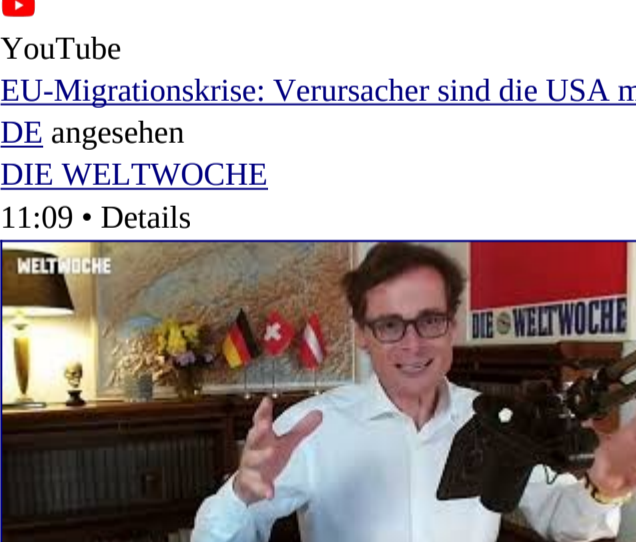 YouTube
EU-Migrationskrise: Verursacher sind die USA
DE angesehen
DIE WELTWOCHE
11:09 • Details
WELTWOCHE
DIE WELTWOCHE